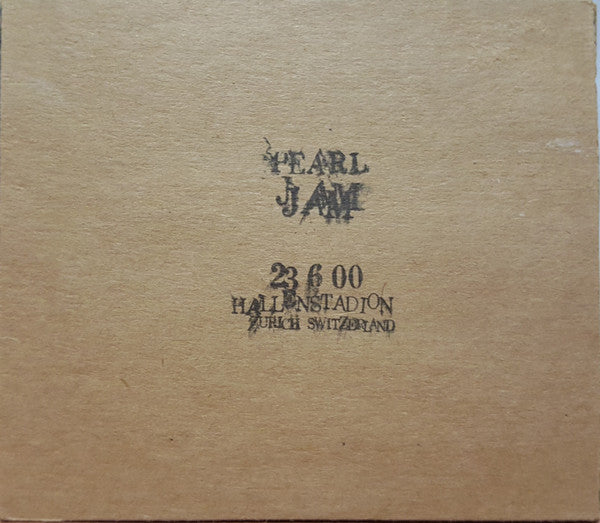 PEARL
JAM
23 6 00
HALLENSTADION
ZURICH SWITZERLAND